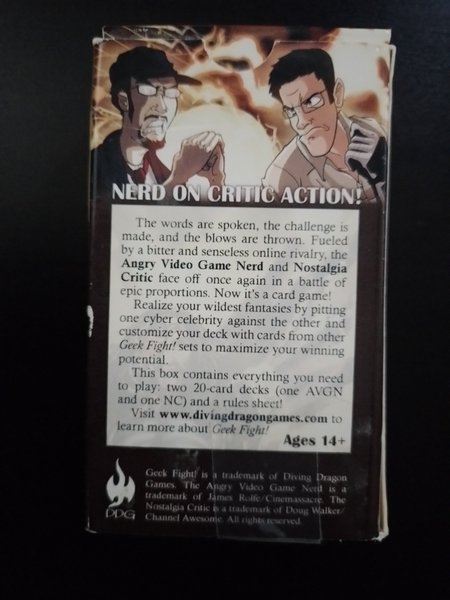 NERD ON CRITIC ACTION!
The words are spoken, the challenge is
made, and the blows are thrown. Fueled
by a bitter and senseless online rivalry, the
Angry Video Game Nerd and Nostalgia
Critic face off once again in a battle of
epic proportions. Now it's a card game!
Realize your wildest fantasies by pitting
one cyber celebrity against the other and
customize your deck with cards from other
Geek Fight! sets to maximize your winning
potential.
This box contains everything you need
to play: two 20-card decks (one AVGN
and one NC) and a rules sheet!
Visit www.divingdragongames.com to
learn more about Geek Fight!
Ages 14+
Geek Fight! is a trademark of Diving Dragon
Games. The Angry Video Game Nerd is a
trademark of James Rolfe/Cinemassacre. The
Nostalgia Critic is a trademark of Doug Walker/
Channel Awesome. All rights reserved.
DDG